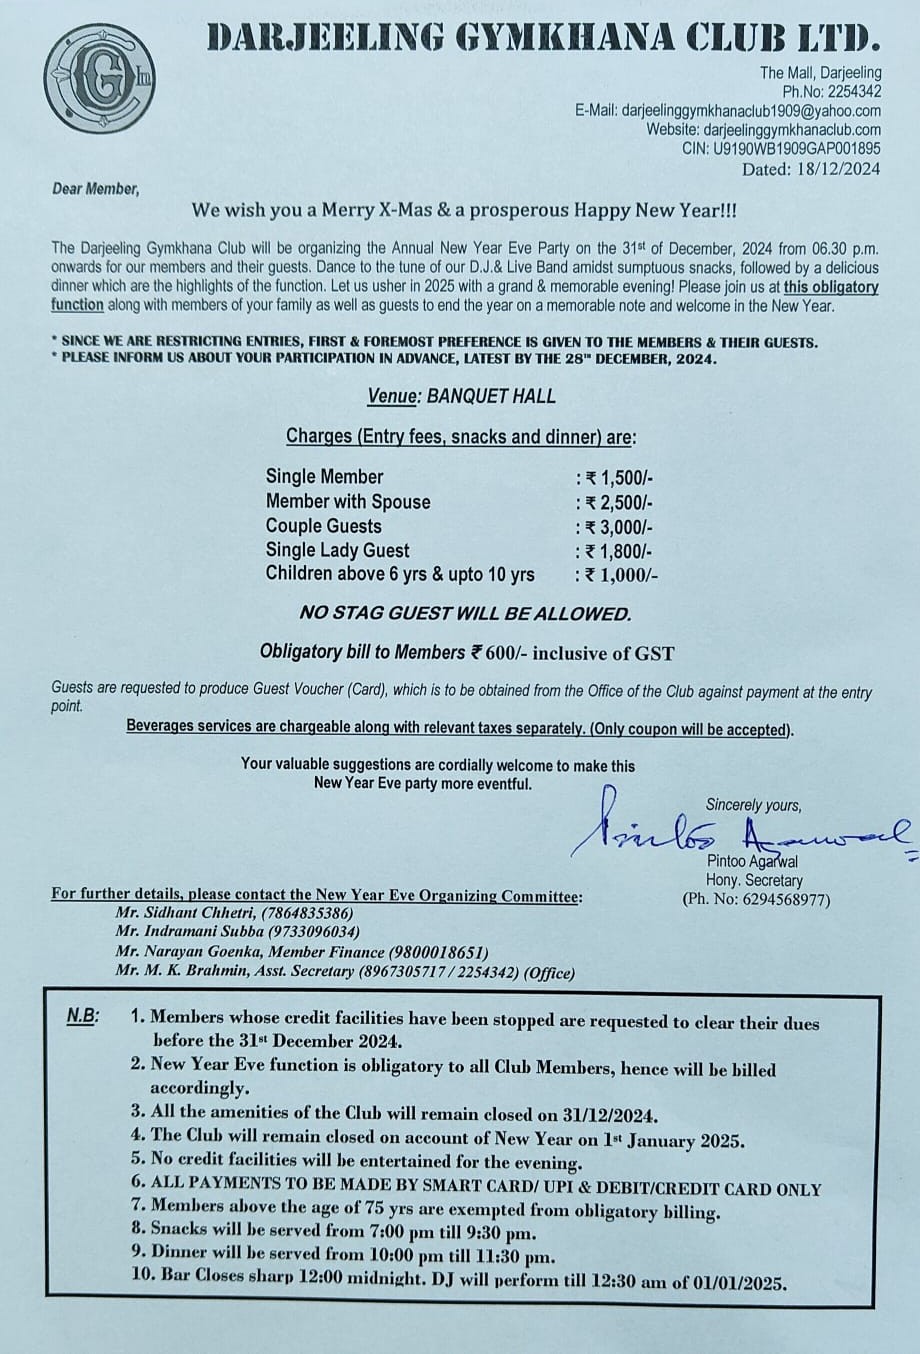 DARJEELING GYMKHANA CLUB LTD.
The Mall, Darjeeling
Ph.No: 2254342
E-Mail: darjeelinggymkhanaclub1909@yahoo.com
Website: darjeelinggymkhanaclub.com
CIN: U9190WB1909GAP001895
Dated: 18/12/2024
Dear Member,
We wish you a Merry X-Mas & a prosperous Happy New Year!!!
The Darjeeling Gymkhana Club will be organizing the Annual New Year Eve Party on the 31st of December, 2024 from 06.30 p.m.
onwards for our members and their guests. Dance to the tune of our D.J.& Live Band amidst sumptuous snacks, followed by a delicious
dinner which are the highlights of the function. Let us usher in 2025 with a grand & memorable evening! Please join us at this obligatory
function along with members of your family as well as guests to end the year on a memorable note and welcome in the New Year.
* SINCE WE ARE RESTRICTING ENTRIES, FIRST & FOREMOST PREFERENCE IS GIVEN TO THE MEMBERS & THEIR GUESTS.
* PLEASE INFORM US ABOUT YOUR PARTICIPATION IN ADVANCE, LATEST BY THE 28TH DECEMBER, 2024.
Venue: BANQUET HALL
Charges (Entry fees, snacks and dinner) are:
Single Member : ₹ 1,500/-
Member with Spouse : ₹ 2,500/-
Couple Guests : ₹ 3,000/-
Single Lady Guest : ₹ 1,800/-
Children above 6 yrs & upto 10 yrs : ₹ 1,000/-
NO STAG GUEST WILL BE ALLOWED.
Obligatory bill to Members ₹ 600/- inclusive of GST
Guests are requested to produce Guest Voucher (Card), which is to be obtained from the Office of the Club against payment at the entry
point.
Beverages services are chargeable along with relevant taxes separately. (Only coupon will be accepted).
Your valuable suggestions are cordially welcome to make this
New Year Eve party more eventful.
Sincerely yours,
Pintoo Agarwal
Pintoo Agarwal
Hony. Secretary
(Ph. No: 6294568977)
For further details, please contact the New Year Eve Organizing Committee:
Mr. Sidhant Chhetri, (7864835386)
Mr. Indramani Subba (9733096034)
Mr. Narayan Goenka, Member Finance (9800018651)
Mr. M. K. Brahmin, Asst. Secretary (8967305717 / 2254342) (Office)
N.B: 1. Members whose credit facilities have been stopped are requested to clear their dues
before the 31st December 2024.
2. New Year Eve function is obligatory to all Club Members, hence will be billed
accordingly.
3. All the amenities of the Club will remain closed on 31/12/2024.
4. The Club will remain closed on account of New Year on 1st January 2025.
5. No credit facilities will be entertained for the evening.
6. ALL PAYMENTS TO BE MADE BY SMART CARD/ UPI & DEBIT/CREDIT CARD ONLY
7. Members above the age of 75 yrs are exempted from obligatory billing.
8. Snacks will be served from 7:00 pm till 9:30 pm.
9. Dinner will be served from 10:00 pm till 11:30 pm.
10. Bar Closes sharp 12:00 midnight. DJ will perform till 12:30 am of 01/01/2025.